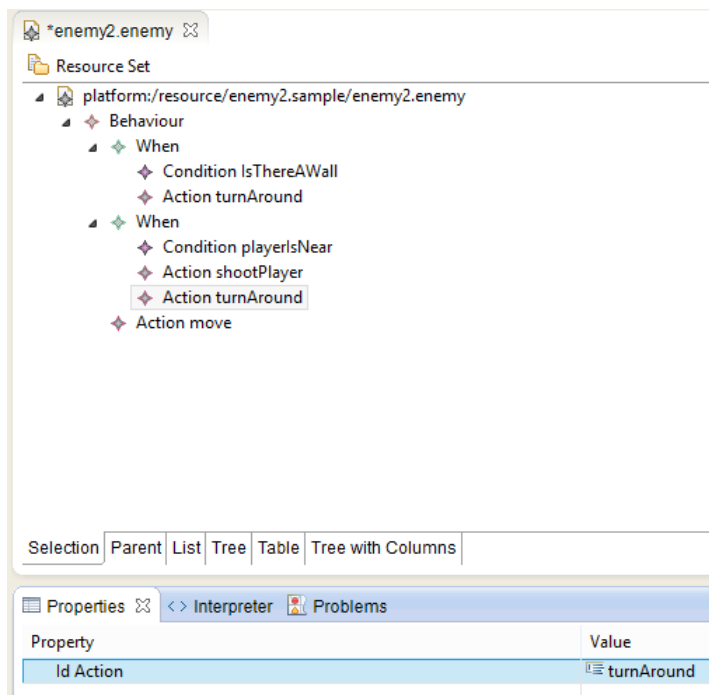 *enemy2.enemy
Resource Set
platform:/resource/enemy2.sample/enemy2.enemy
Behaviour
When
Condition IsThereAWall
Action turnAround
When
Condition playerIsNear
Action shootPlayer
Action turnAround
Action move
Selection Parent List Tree Table Tree with Columns
Properties <> Interpreter Problems
Property Value
Id Action turnAround